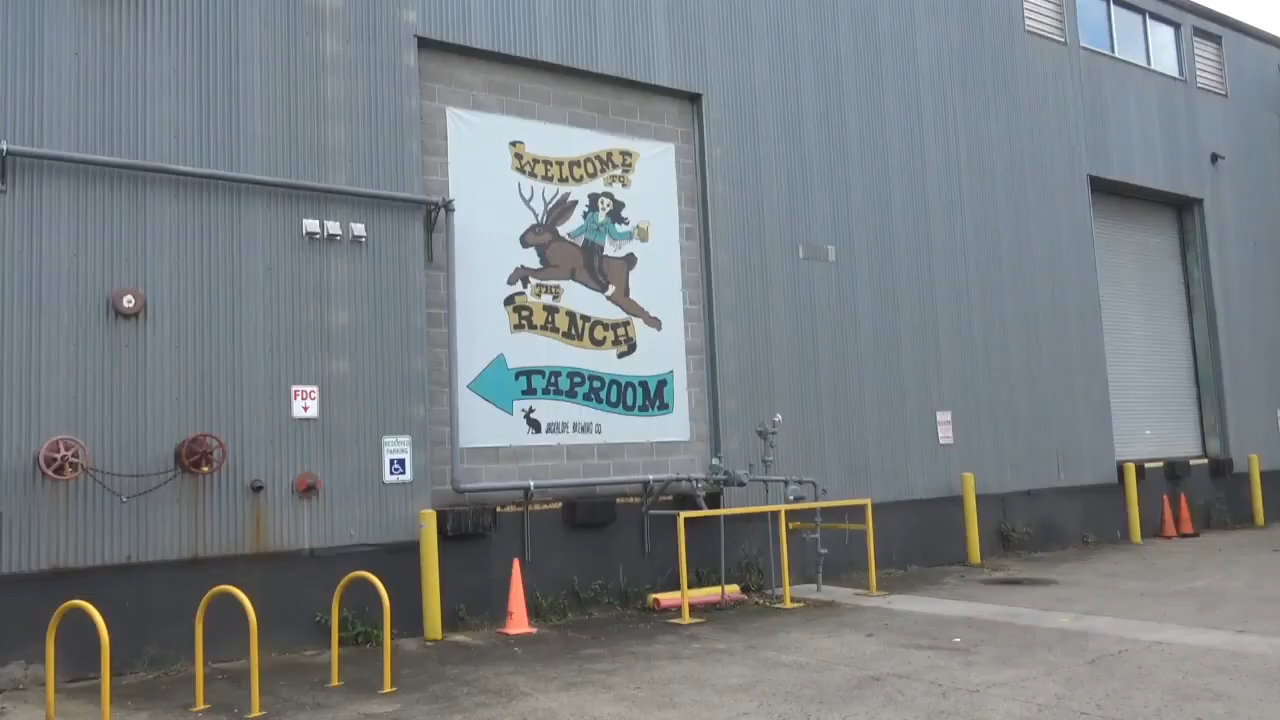 WELCOME
TO
THE
RANCH
TAPROOM
JACKALOPE BREWING CO.
FDC
RESERVED
PARKING